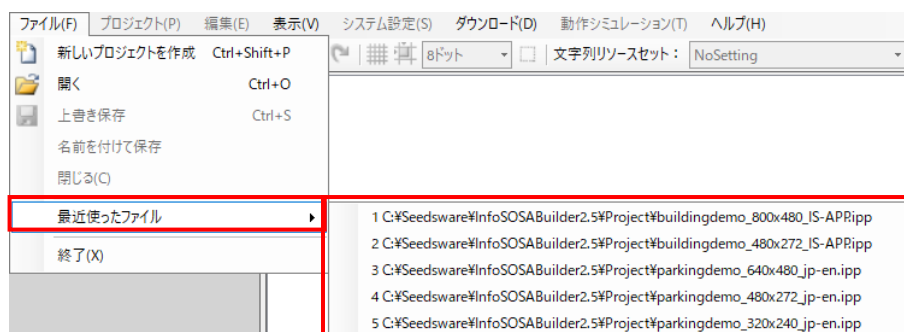 ファイル(F) プロジェクト(P) 編集(E) 表示(V) システム設定(S) ダウンロード(D) 動作シミュレーション(T) ヘルプ(H)
新しいプロジェクトを作成 Ctrl+Shift+P
8ドット 文字列リソースセット： NoSetting
開く Ctrl+O
上書き保存 Ctrl+S
名前を付けて保存
閉じる(C)
最近使ったファイル
1 C:¥Seedsware¥InfoSOSABuilder2.5¥Project¥buildingdemo_800x480_IS-APP.ipp
2 C:¥Seedsware¥InfoSOSABuilder2.5¥Project¥buildingdemo_480x272_IS-APP.ipp
終了(X)
3 C:¥Seedsware¥InfoSOSABuilder2.5¥Project¥parkingdemo_640x480_jp-en.ipp
4 C:¥Seedsware¥InfoSOSABuilder2.5¥Project¥parkingdemo_480x272_jp-en.ipp
5 C:¥Seedsware¥InfoSOSABuilder2.5¥Project¥parkingdemo_320x240_jp-en.ipp